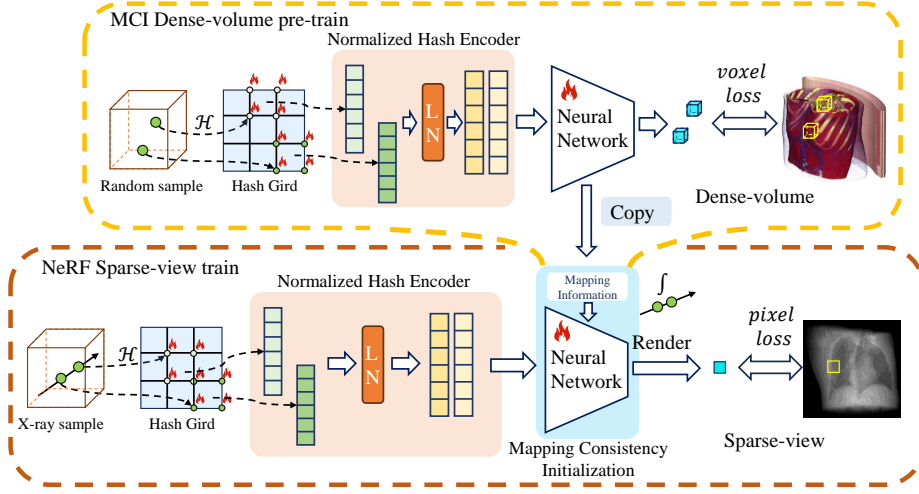 MCI Dense-volume pre-train
Normalized Hash Encoder
H
L
N
Neural
Network
voxel
loss
Random sample
Hash Gird
Dense-volume
Copy
NeRF Sparse-view train
Normalized Hash Encoder
Mapping
Information
∫
H
L
N
Neural
Network
Render
pixel
loss
X-ray sample
Hash Gird
Sparse-view
Mapping Consistency
Initialization